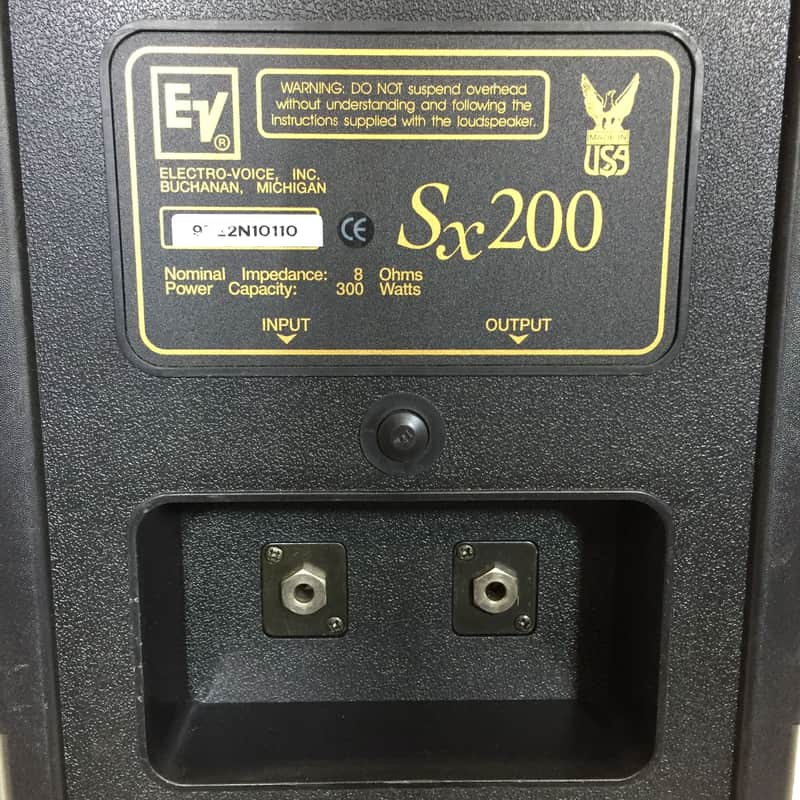 EV®
WARNING: DO NOT suspend overhead
without understanding and following the
instructions supplied with the loudspeaker.
MADE IN
USA
ELECTRO-VOICE, INC.
BUCHANAN, MICHIGAN
CE
Sx200
Nominal Impedance: 8 Ohms
Power Capacity: 300 Watts
INPUT
OUTPUT